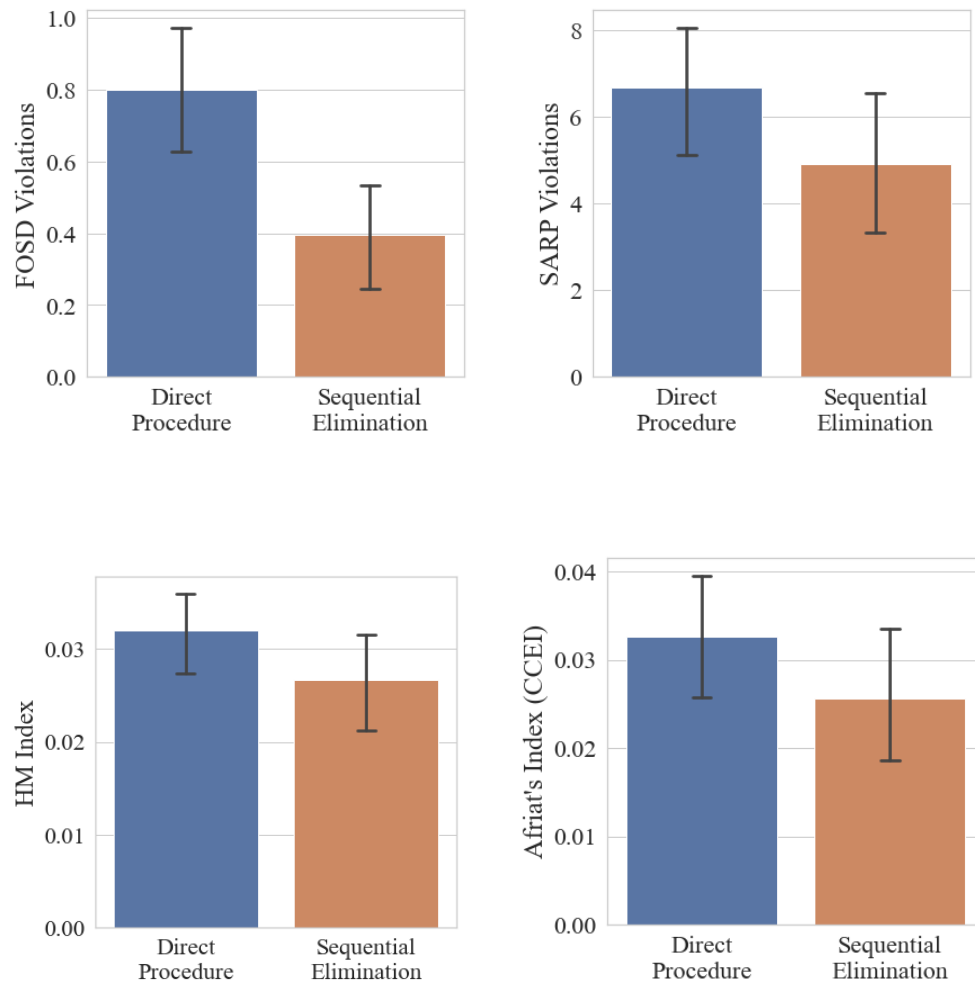 FOSD Violations
1.0
0.8
0.6
0.4
0.2
0.0
Direct
Procedure
Sequential
Elimination
SARP Violations
8
6
4
2
0
Direct
Procedure
Sequential
Elimination
HM Index
0.03
0.02
0.01
0.00
Direct
Procedure
Sequential
Elimination
Afriat's Index (CCEI)
0.04
0.03
0.02
0.01
0.00
Direct
Procedure
Sequential
Elimination